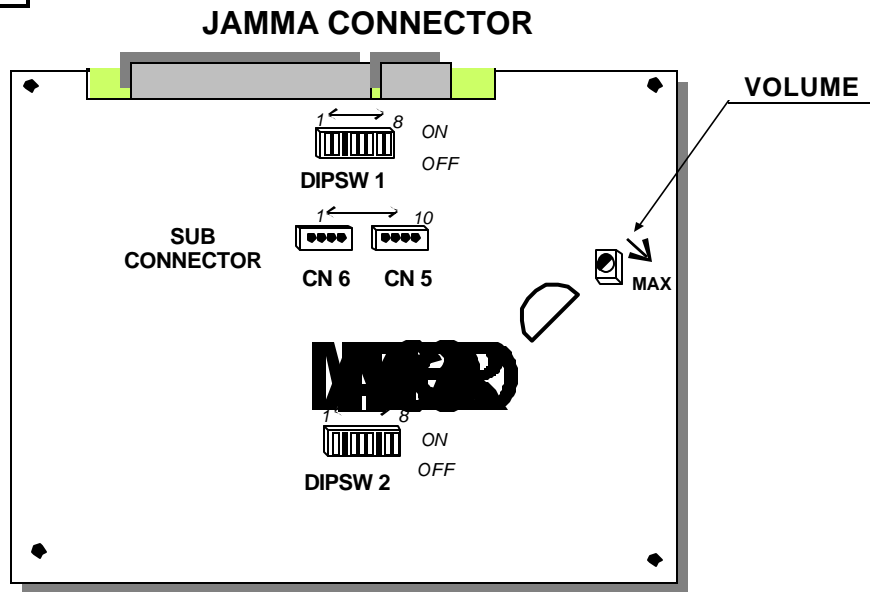 JAMMA CONNECTOR
VOLUME
1 8
ON
OFF
DIPSW 1
1 10
SUB
CONNECTOR
CN 6 CN 5
MAX
1 8
ON
OFF
DIPSW 2